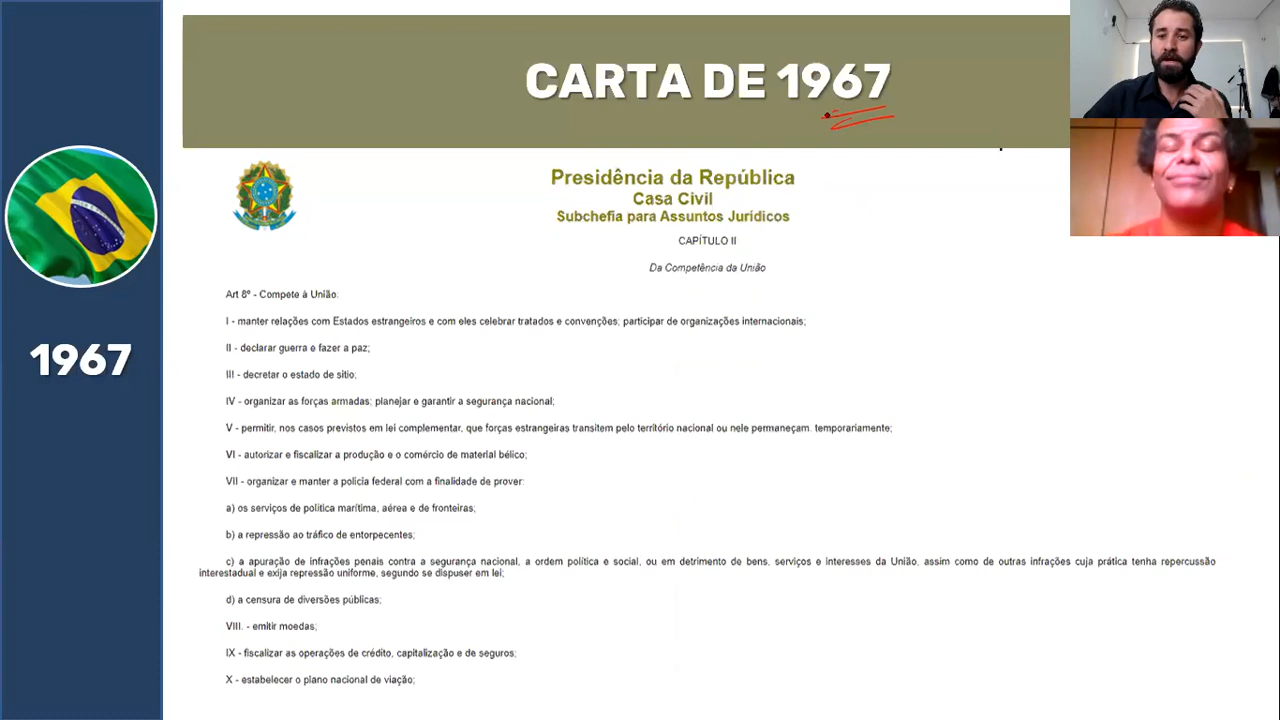 CARTA DE 1967
Presidência da República
Casa Civil
Subchefia para Assuntos Jurídicos
CAPÍTULO II
Da Competência da União
Art 8º - Compete à União:
I - manter relações com Estados estrangeiros e com eles celebrar tratados e convenções; participar de organizações internacionais;
II - declarar guerra e fazer a paz;
III - decretar o estado de sítio;
IV - organizar as forças armadas; planejar e garantir a segurança nacional;
V - permitir, nos casos previstos em lei complementar, que forças estrangeiras transitem pelo território nacional ou nele permaneçam. temporariamente;
VI - autorizar e fiscalizar a produção e o comércio de material bélico;
VII - organizar e manter a polícia federal com a finalidade de prover:
a) os serviços de política marítima, aérea e de fronteiras;
b) a repressão ao tráfico de entorpecentes;
c) a apuração de infrações penais contra a segurança nacional, a ordem política e social, ou em detrimento de bens, serviços e interesses da União, assim como de outras infrações cuja prática tenha repercussão
interestadual e exija repressão uniforme, segundo se dispuser em lei;
d) a censura de diversões públicas;
VIII. - emitir moedas;
IX - fiscalizar as operações de crédito, capitalização e de seguros;
X - estabelecer o plano nacional de viação;
1967